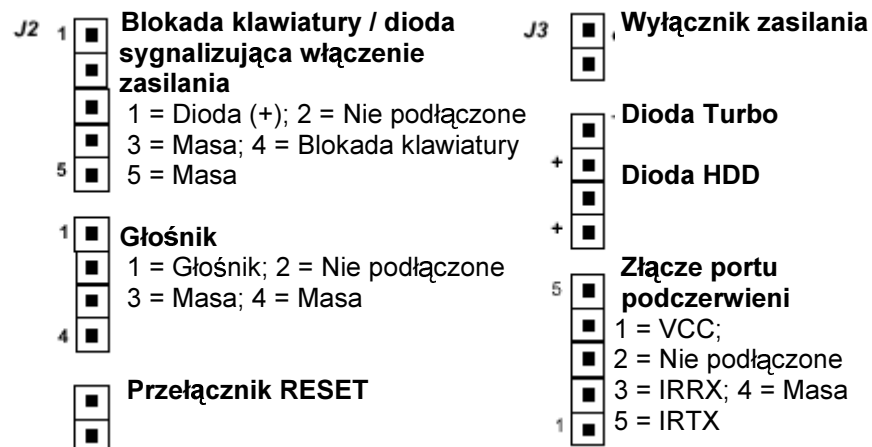 J2
1
Blokada klawiatury / dioda
sygnalizująca włączenie
zasilania
1 = Dioda (+); 2 = Nie podłączone
3 = Masa; 4 = Blokada klawiatury
5
5 = Masa
1
Głośnik
1 = Głośnik; 2 = Nie podłączone
3 = Masa; 4 = Masa
4
Przełącznik RESET
J3
Wyłącznik zasilania
Dioda Turbo
+
Dioda HDD
+
Złącze portu
5
podczerwieni
1 = VCC;
2 = Nie podłączone
3 = IRRX; 4 = Masa
1
5 = IRTX